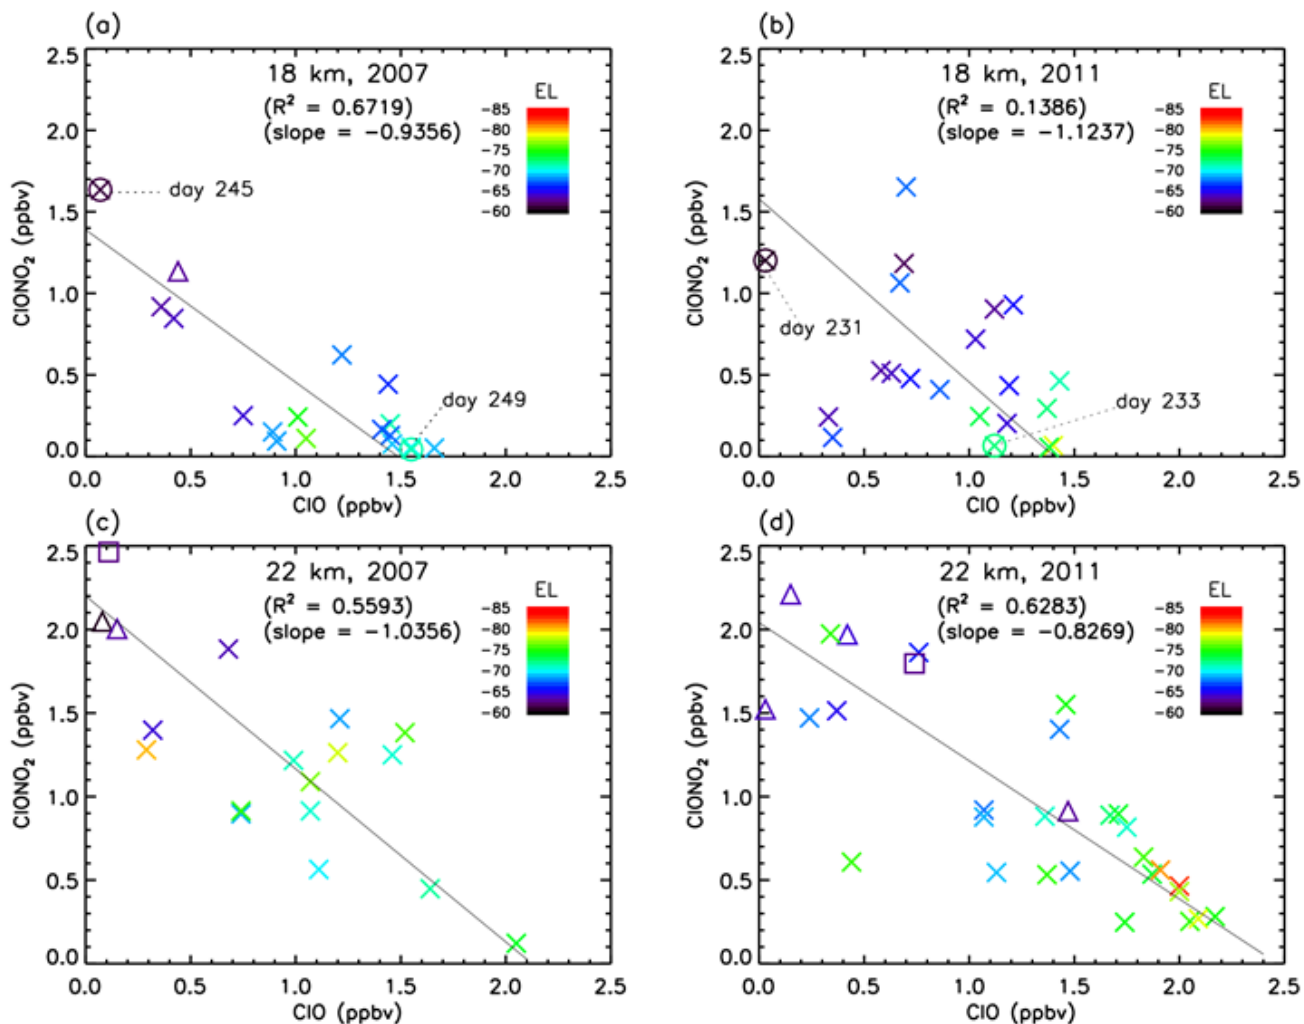 (a)
18 km, 2007
(R² = 0.6719)
(slope = −0.9356)
EL
−85
−80
−75
−70
−65
−60
day 245
day 249
2.5
2.0
1.5
1.0
0.5
0.0
ClONO₂ (ppbv)
0.0 0.5 1.0 1.5 2.0 2.5
ClO (ppbv)
(b)
18 km, 2011
(R² = 0.1386)
(slope = −1.1237)
EL
−85
−80
−75
−70
−65
−60
day 231
day 233
2.5
2.0
1.5
1.0
0.5
0.0
ClONO₂ (ppbv)
0.0 0.5 1.0 1.5 2.0 2.5
ClO (ppbv)
(c)
22 km, 2007
(R² = 0.5593)
(slope = −1.0356)
EL
−85
−80
−75
−70
−65
−60
2.5
2.0
1.5
1.0
0.5
0.0
ClONO₂ (ppbv)
0.0 0.5 1.0 1.5 2.0 2.5
ClO (ppbv)
(d)
22 km, 2011
(R² = 0.6283)
(slope = −0.8269)
EL
−85
−80
−75
−70
−65
−60
2.5
2.0
1.5
1.0
0.5
0.0
ClONO₂ (ppbv)
0.0 0.5 1.0 1.5 2.0 2.5
ClO (ppbv)